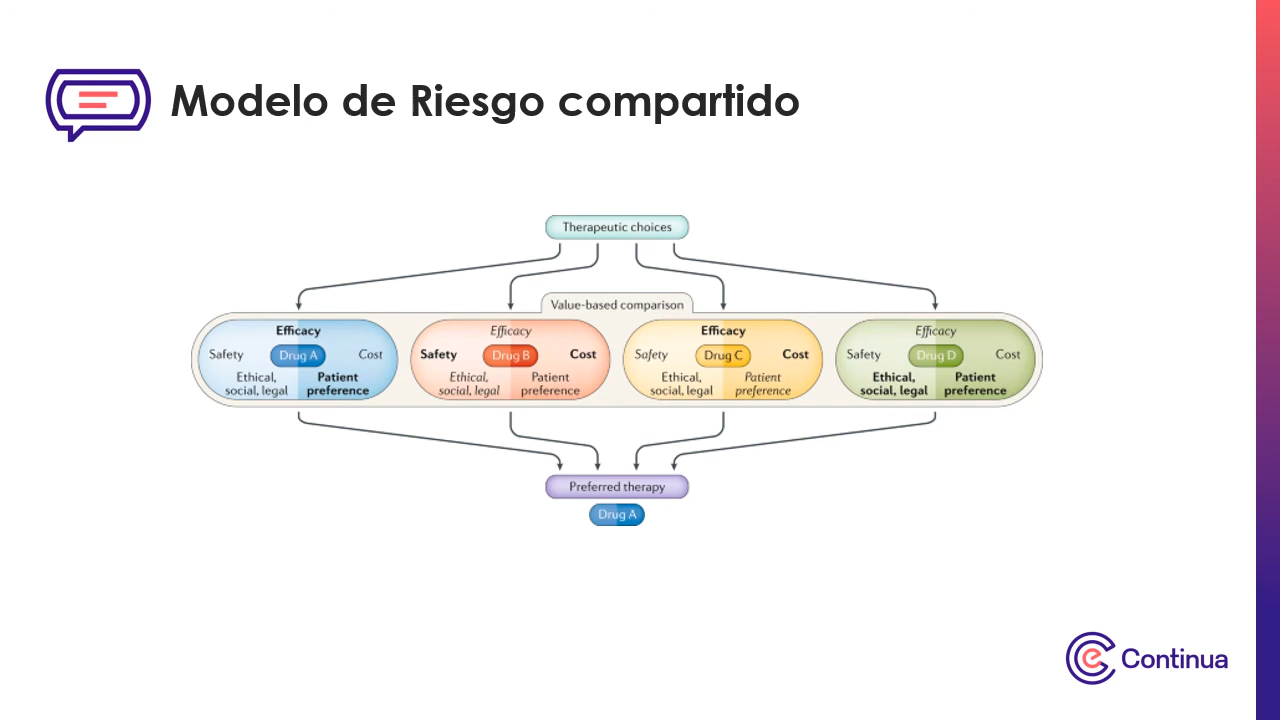 Modelo de Riesgo compartido
Therapeutic choices
Value-based comparison
Efficacy
Safety
Drug A
Cost
Ethical,
social, legal
Patient
preference
Efficacy
Safety
Drug B
Cost
Ethical,
social, legal
Patient
preference
Efficacy
Safety
Drug C
Cost
Ethical,
social, legal
Patient
preference
Efficacy
Safety
Drug D
Cost
Ethical,
social, legal
Patient
preference
Preferred therapy
Drug A
e Continua